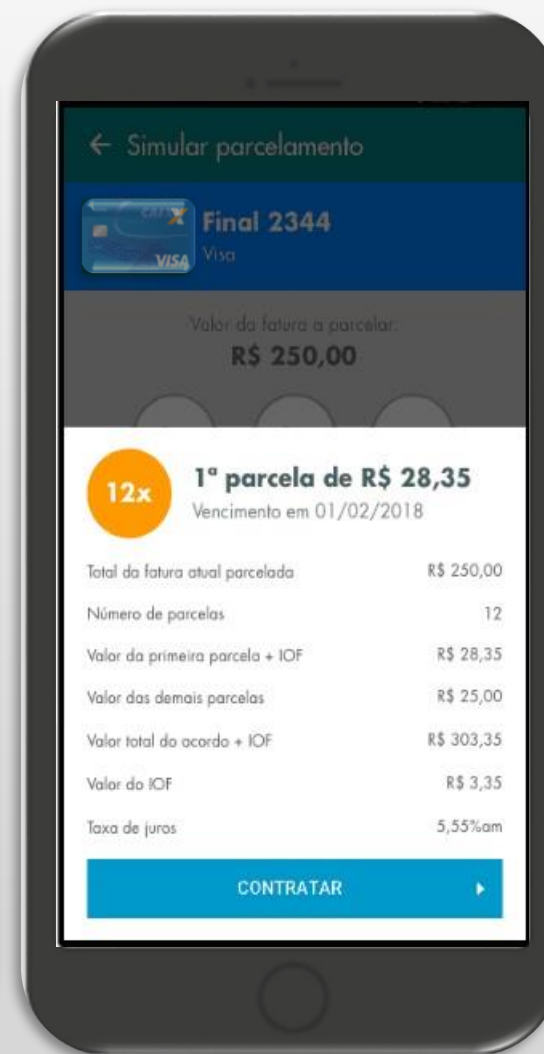 ← Simular parcelamento
CAIXA
VISA
Final 2344
Visa
Valor da fatura a parcelar:
R$ 250,00
12x
1ª parcela de R$ 28,35
Vencimento em 01/02/2018
Total da fatura atual parcelada R$ 250,00
Número de parcelas 12
Valor da primeira parcela + IOF R$ 28,35
Valor das demais parcelas R$ 25,00
Valor total do acordo + IOF R$ 303,35
Valor do IOF R$ 3,35
Taxa de juros 5,55%am
CONTRATAR